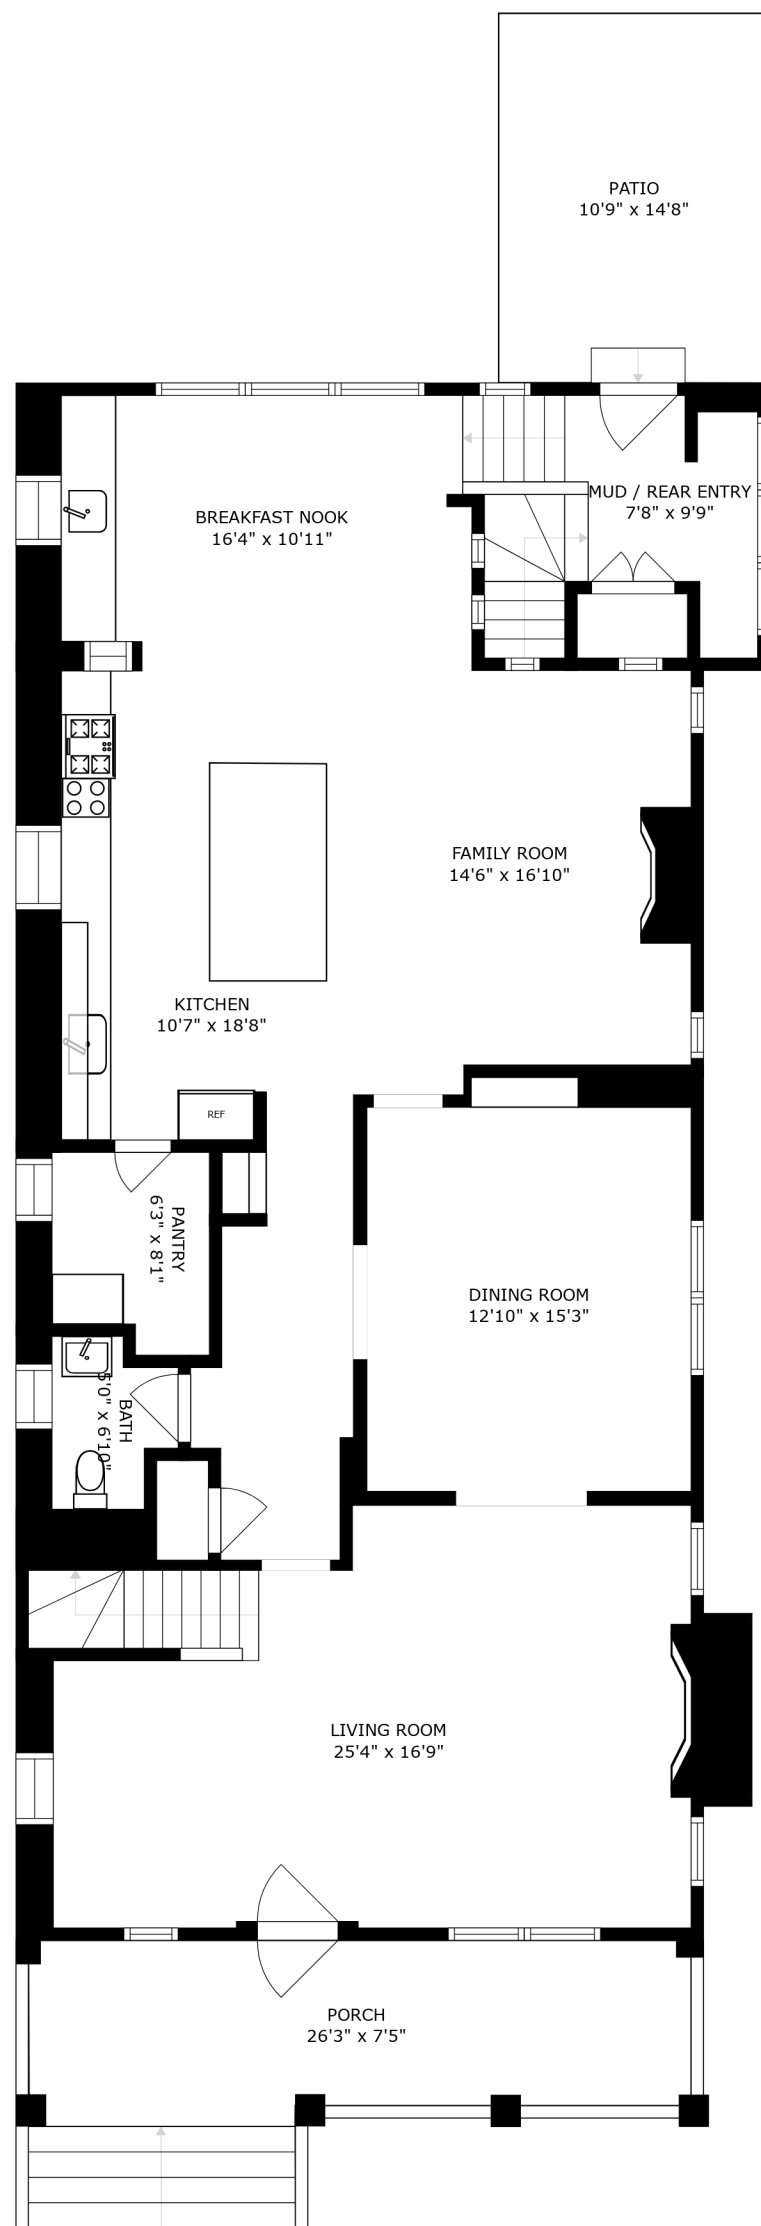 PATIO
10'9" x 14'8"
MUD / REAR ENTRY
7'8" x 9'9"
BREAKFAST NOOK
16'4" x 10'11"
FAMILY ROOM
14'6" x 16'10"
KITCHEN
10'7" x 18'8"
REF
PANTRY
6'3" x 8'1"
DINING ROOM
12'10" x 15'3"
BATH
5'0" x 6'10"
LIVING ROOM
25'4" x 16'9"
PORCH
26'3" x 7'5"